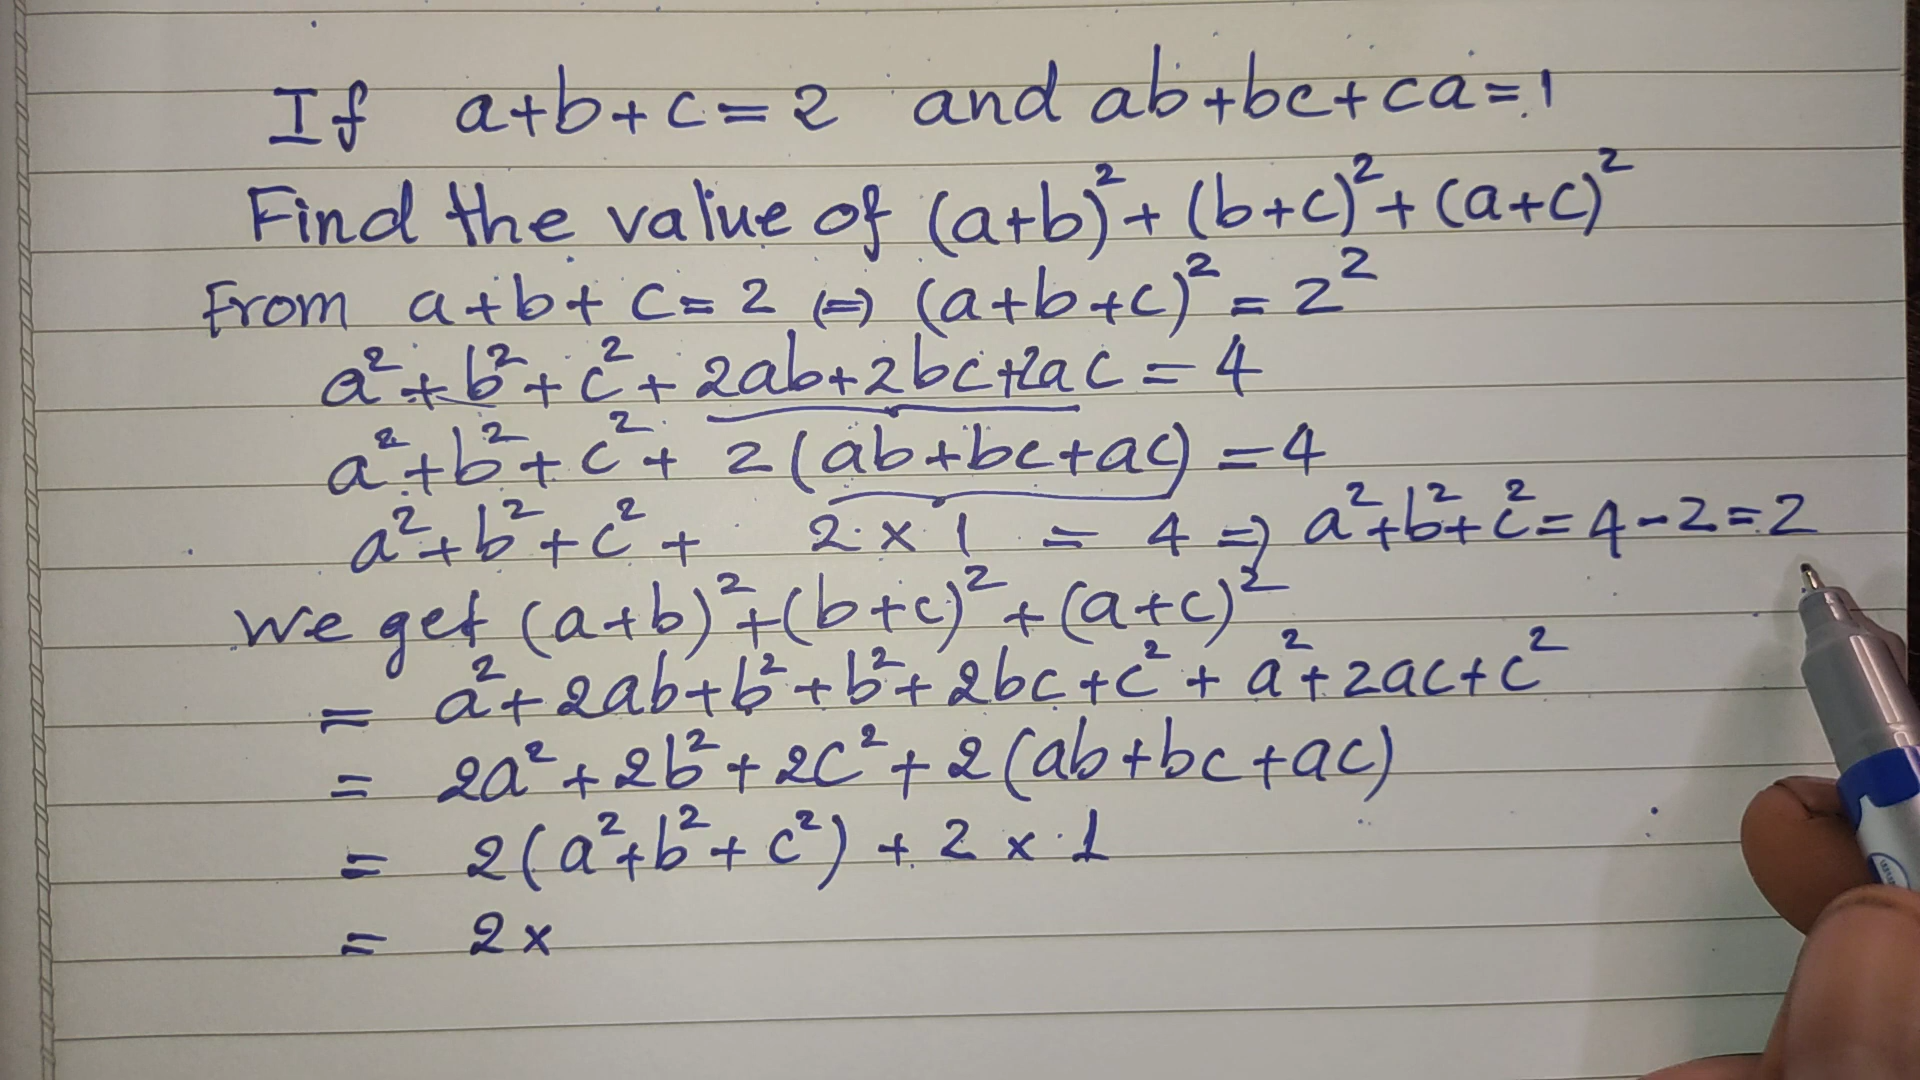 If a+b+c=2 and ab+bc+ca=1
Find the value of (a+b)²+(b+c)²+(a+c)²
From a+b+c=2 ⇔ (a+b+c)²=2²
a²+b²+c²+2ab+2bc+2ac=4
a²+b²+c²+2(ab+bc+ac)=4
a²+b²+c²+ 2×1 = 4 ⇒ a²+b²+c²=4-2=2
We get (a+b)²+(b+c)²+(a+c)²
= a²+2ab+b²+b²+2bc+c²+a²+2ac+c²
= 2a²+2b²+2c²+2(ab+bc+ac)
= 2(a²+b²+c²)+2×1
= 2×